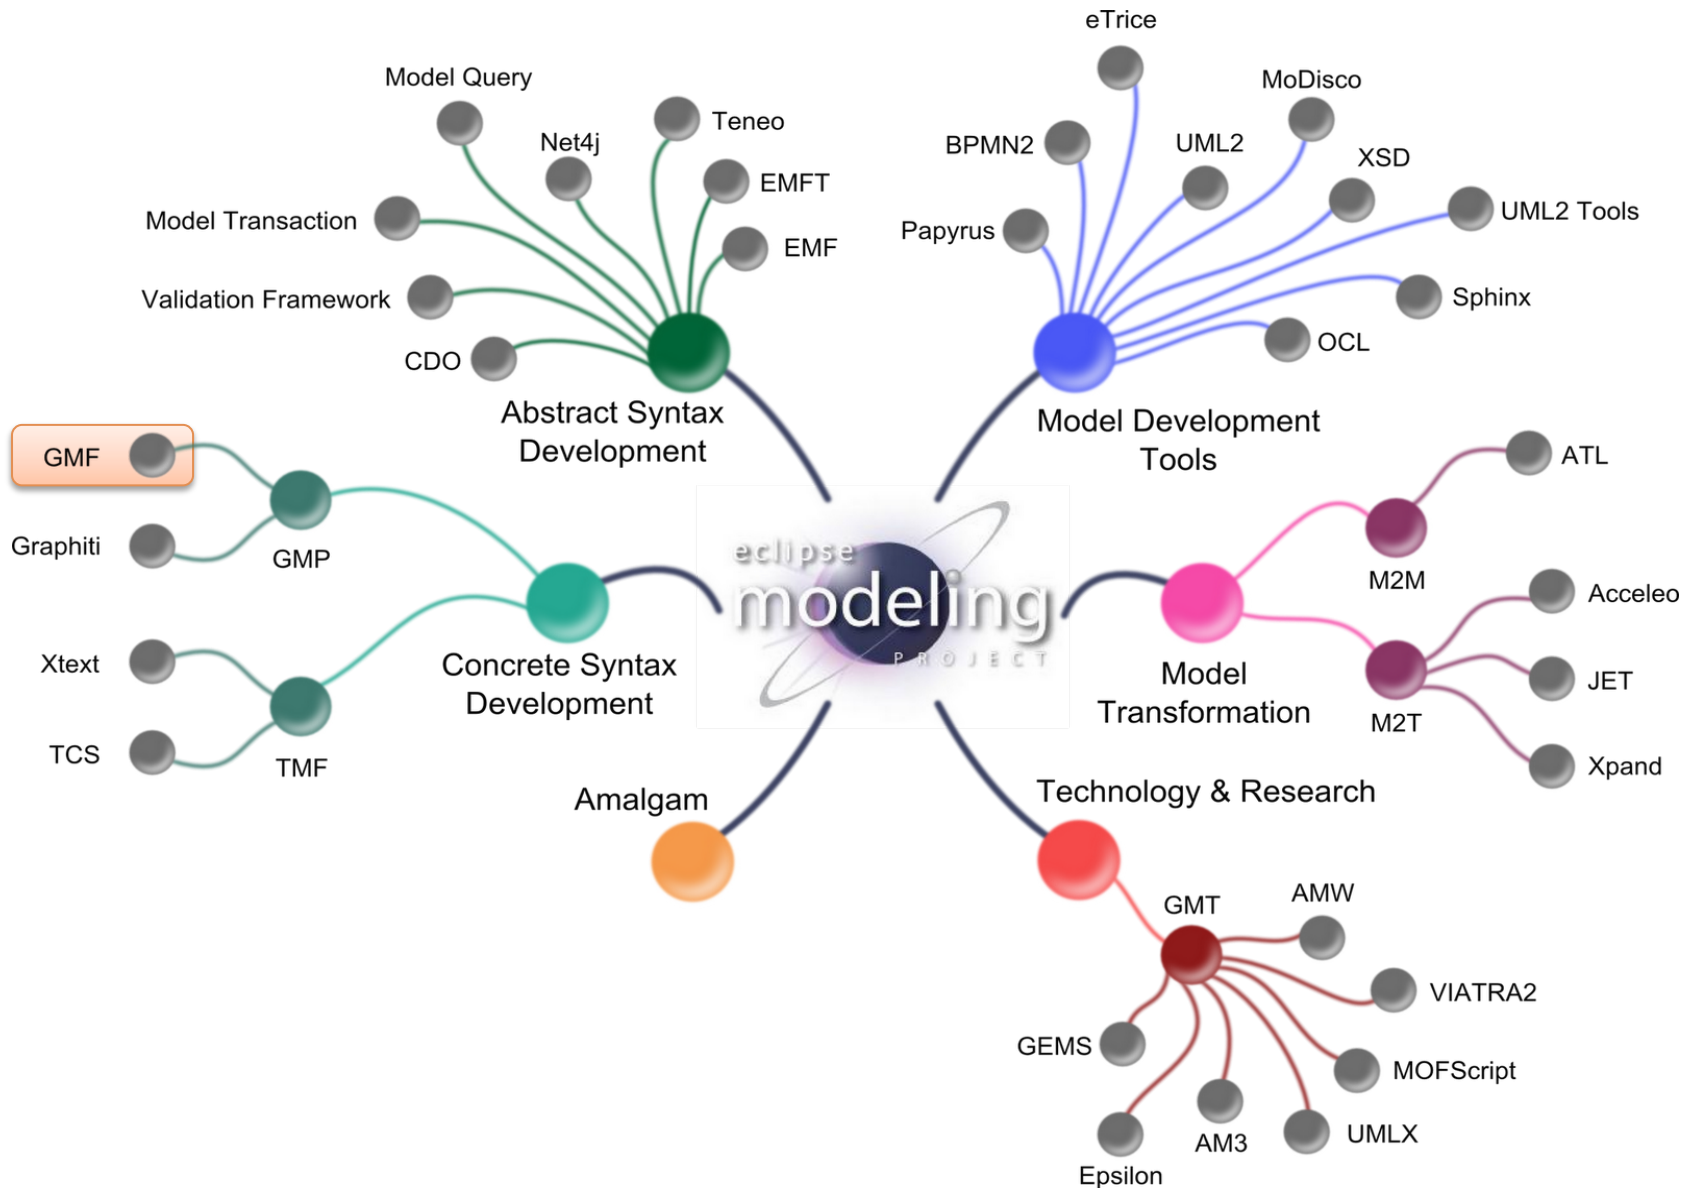 eTrice
Model Query
MoDisco
Teneo
Net4j
BPMN2
UML2
XSD
EMFT
Model Transaction
UML2 Tools
Papyrus
EMF
Validation Framework
Sphinx
CDO
OCL
Abstract Syntax
Development
Model Development
Tools
GMF
ATL
Graphiti
GMP
eclipse
modeling
PROJECT
M2M
Acceleo
Xtext
Concrete Syntax
Development
Model
Transformation
JET
M2T
TCS
TMF
Xpand
Amalgam
Technology & Research
GMT
AMW
VIATRA2
GEMS
MOFScript
AM3
UMLX
Epsilon